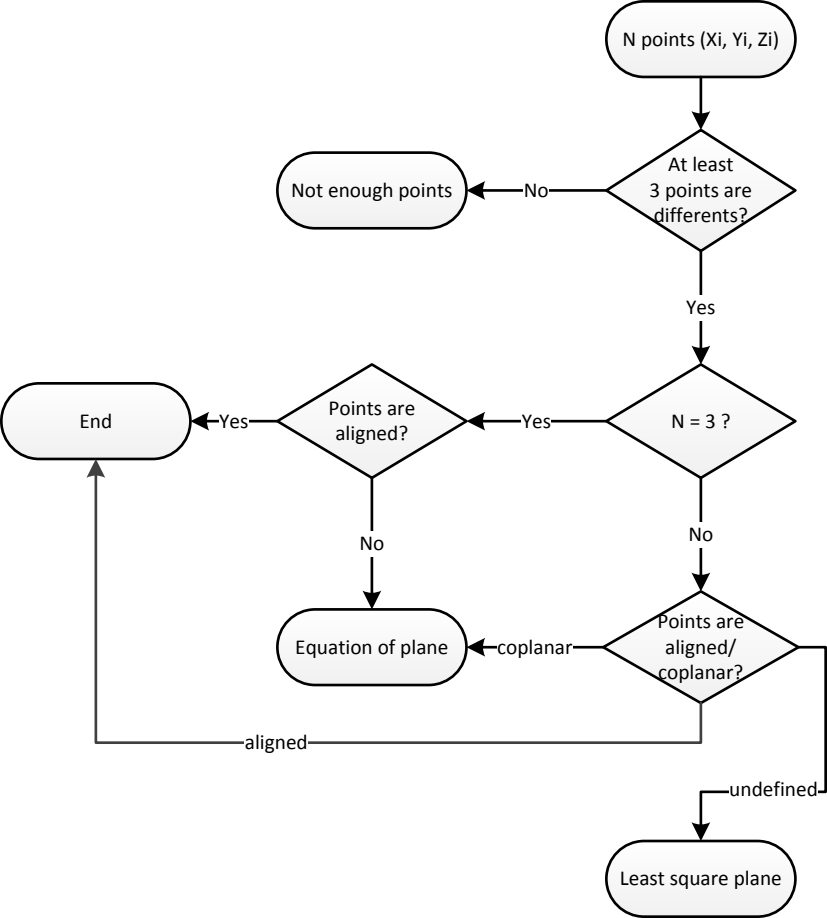 N points (Xi, Yi, Zi)
At least
3 points are
differents?
No
Not enough points
Yes
N = 3 ?
Yes
Points are
aligned?
Yes
End
No
No
Points are
aligned/
coplanar?
coplanar
Equation of plane
aligned
undefined
Least square plane